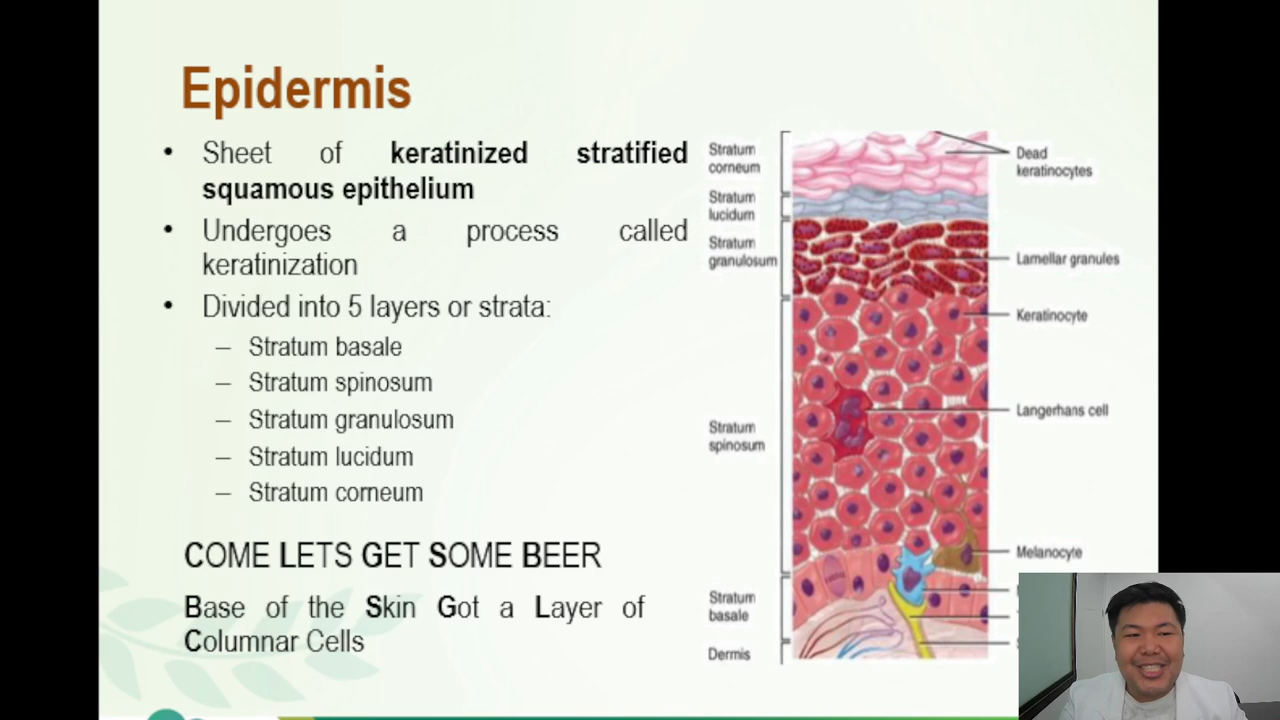 Epidermis
• Sheet of keratinized stratified
squamous epithelium
• Undergoes a process called
keratinization
• Divided into 5 layers or strata:
– Stratum basale
– Stratum spinosum
– Stratum granulosum
– Stratum lucidum
– Stratum corneum
COME LETS GET SOME BEER
Base of the Skin Got a Layer of
Columnar Cells
Stratum
corneum
Stratum
lucidum
Stratum
granulosum
Stratum
spinosum
Stratum
basale
Dermis
Dead
keratinocytes
Lamellar granules
Keratinocyte
Langerhans cell
Melanocyte